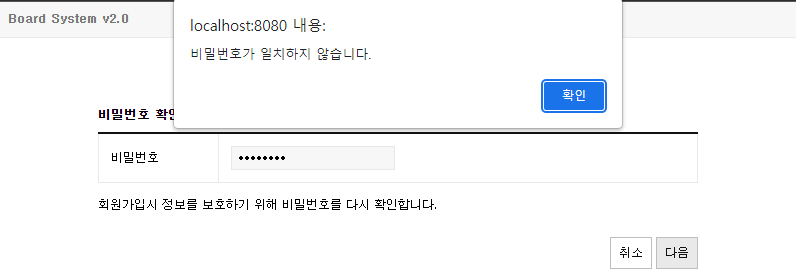 Board System v2.0
localhost:8080 내용:
비밀번호가 일치하지 않습니다.
확인
비밀번호 확인
비밀번호 ••••••••
회원가입시 정보를 보호하기 위해 비밀번호를 다시 확인합니다.
취소 다음